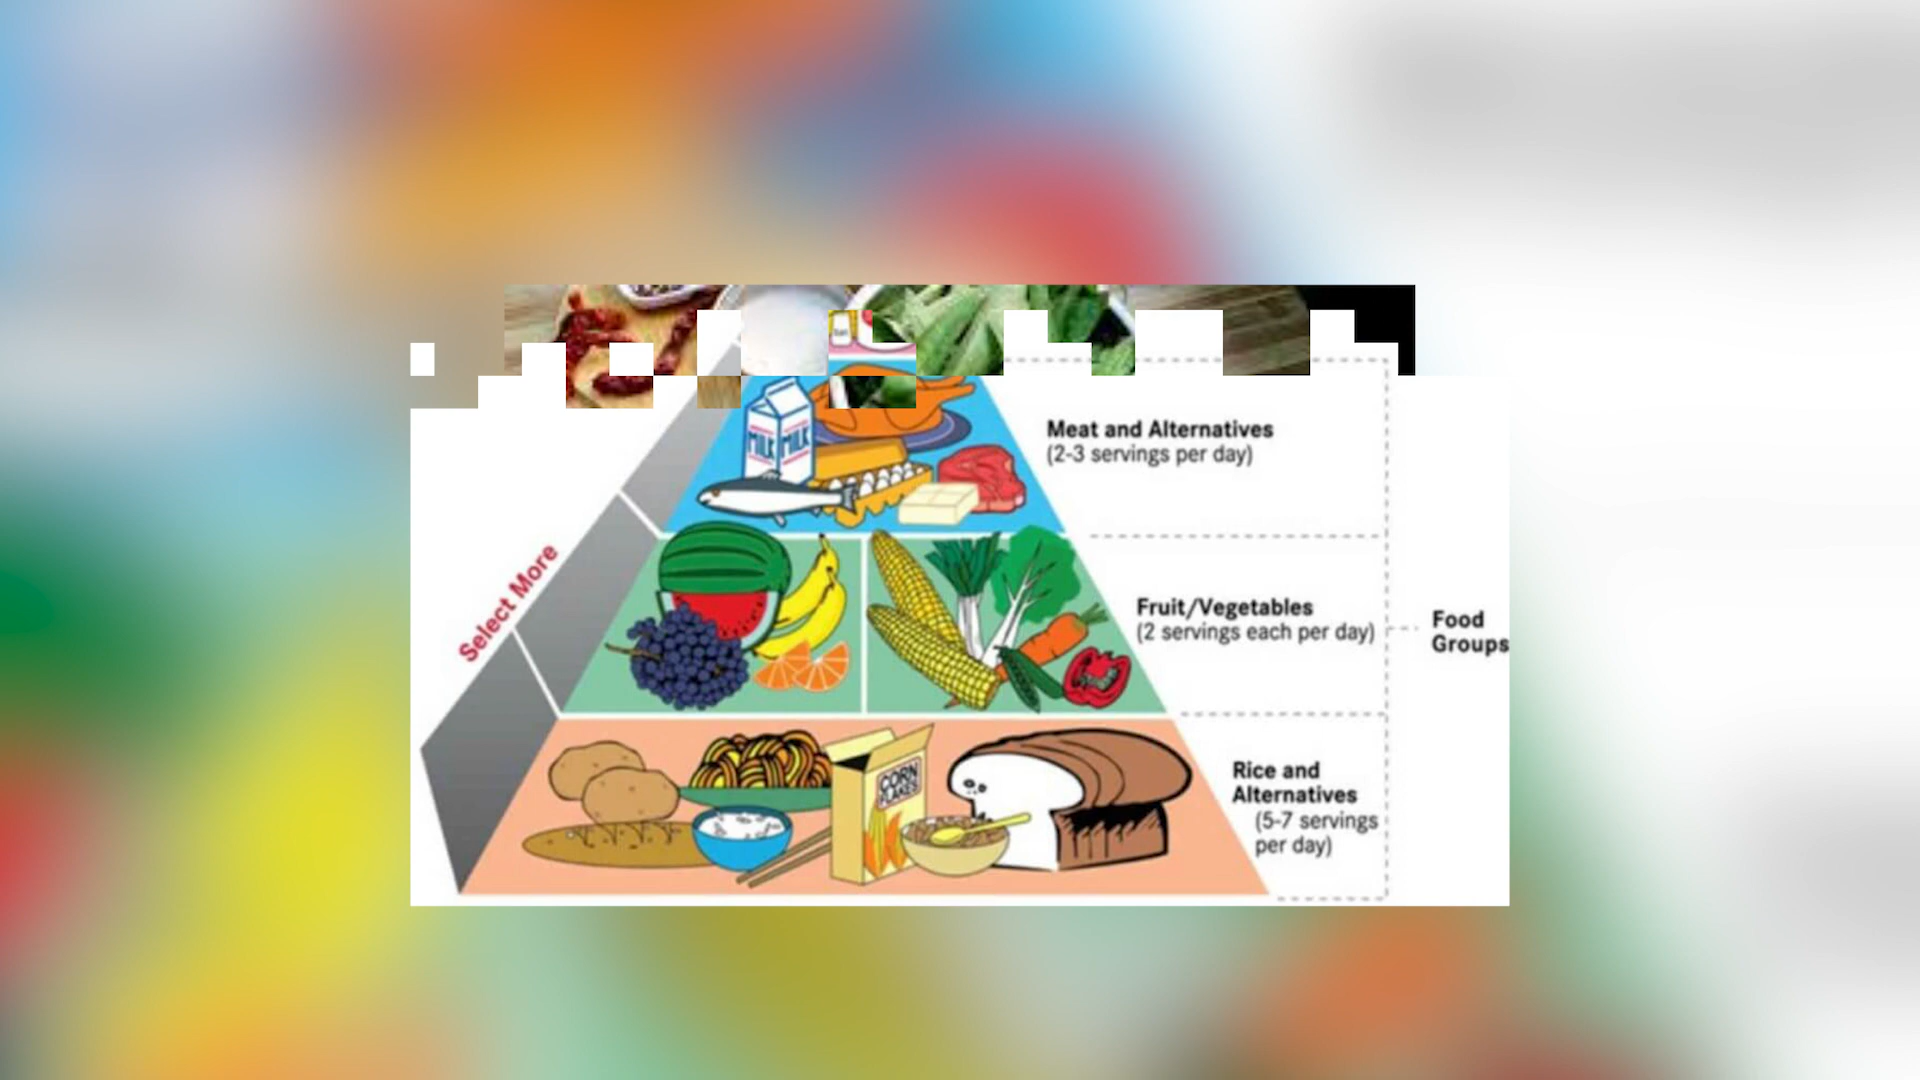 Meat and Alternatives
(2-3 servings per day)
MILK MILK
Select More
Fruit/Vegetables
(2 servings each per day)
Food
Groups
CORN
FLAKES
Rice and
Alternatives
(5-7 servings
per day)